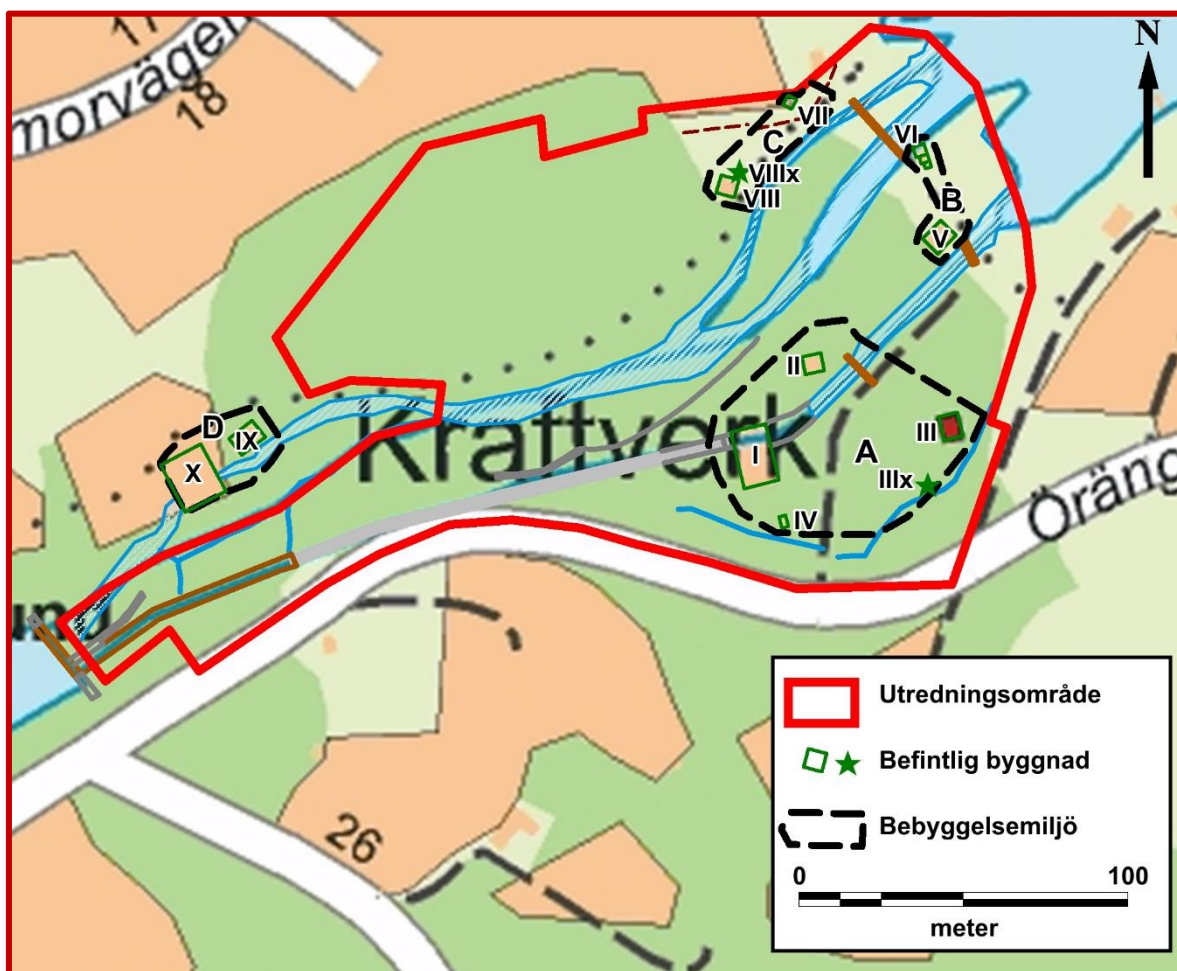 morvägen
17
18
N
VII
C
VIIIx
VIII
VI
B
V
II
Kraftverk
D
IX
X
I
III
A
IIIx
IV
Öräng
26
Utredningsområde
Befintlig byggnad
Bebyggelsemiljö
0
100
meter